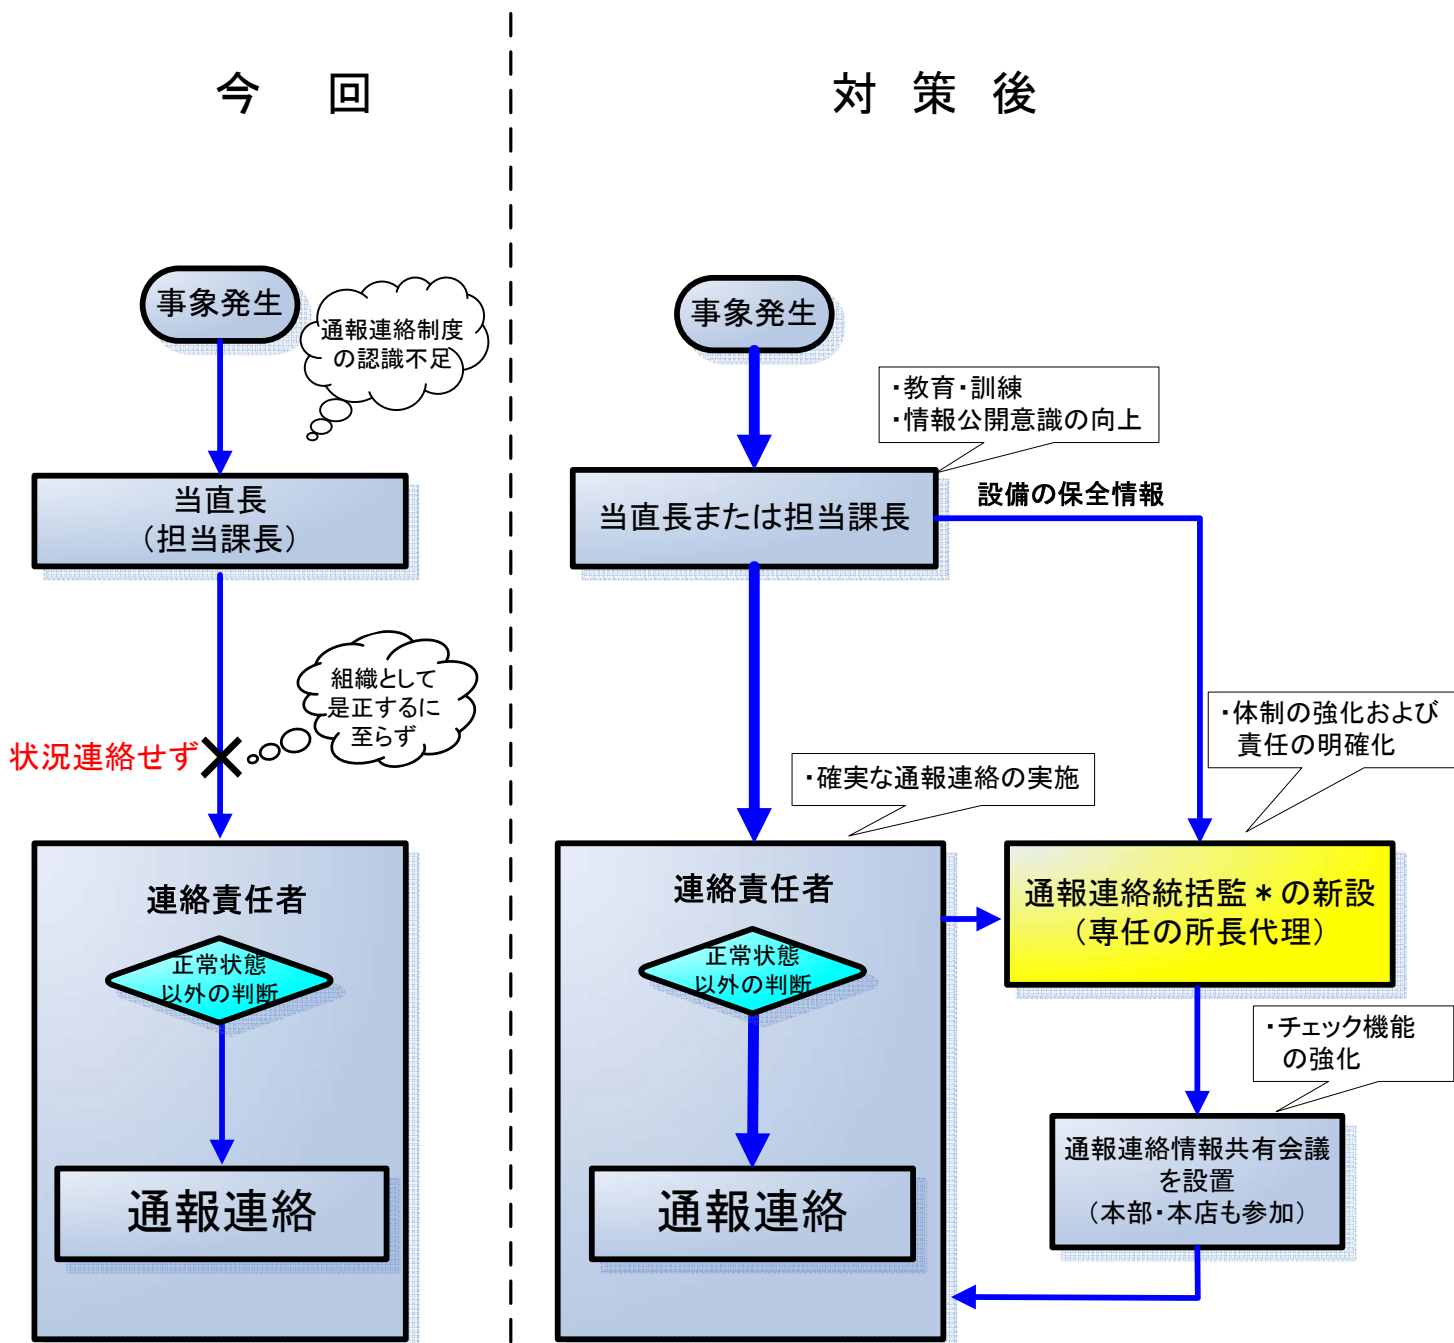 今　回
事象発生
通報連絡制度
の認識不足
当直長
（担当課長）
組織として
是正するに
至らず
状況連絡せず
連絡責任者
正常状態
以外の判断
通報連絡
対 策 後
事象発生
・教育・訓練
・情報公開意識の向上
当直長または担当課長
設備の保全情報
・体制の強化および
責任の明確化
・確実な通報連絡の実施
連絡責任者
正常状態
以外の判断
通報連絡
通報連絡統括監＊の新設
（専任の所長代理）
・チェック機能
の強化
通報連絡情報共有会議
を設置
（本部・本店も参加）